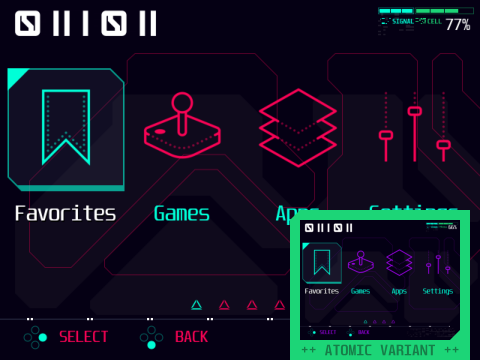 SIGNAL CELL 77%
Favorites Games Apps Settings
SELECT BACK
Favorites Games Apps Settings
SELECT BACK
++ ATOMIC VARIANT ++